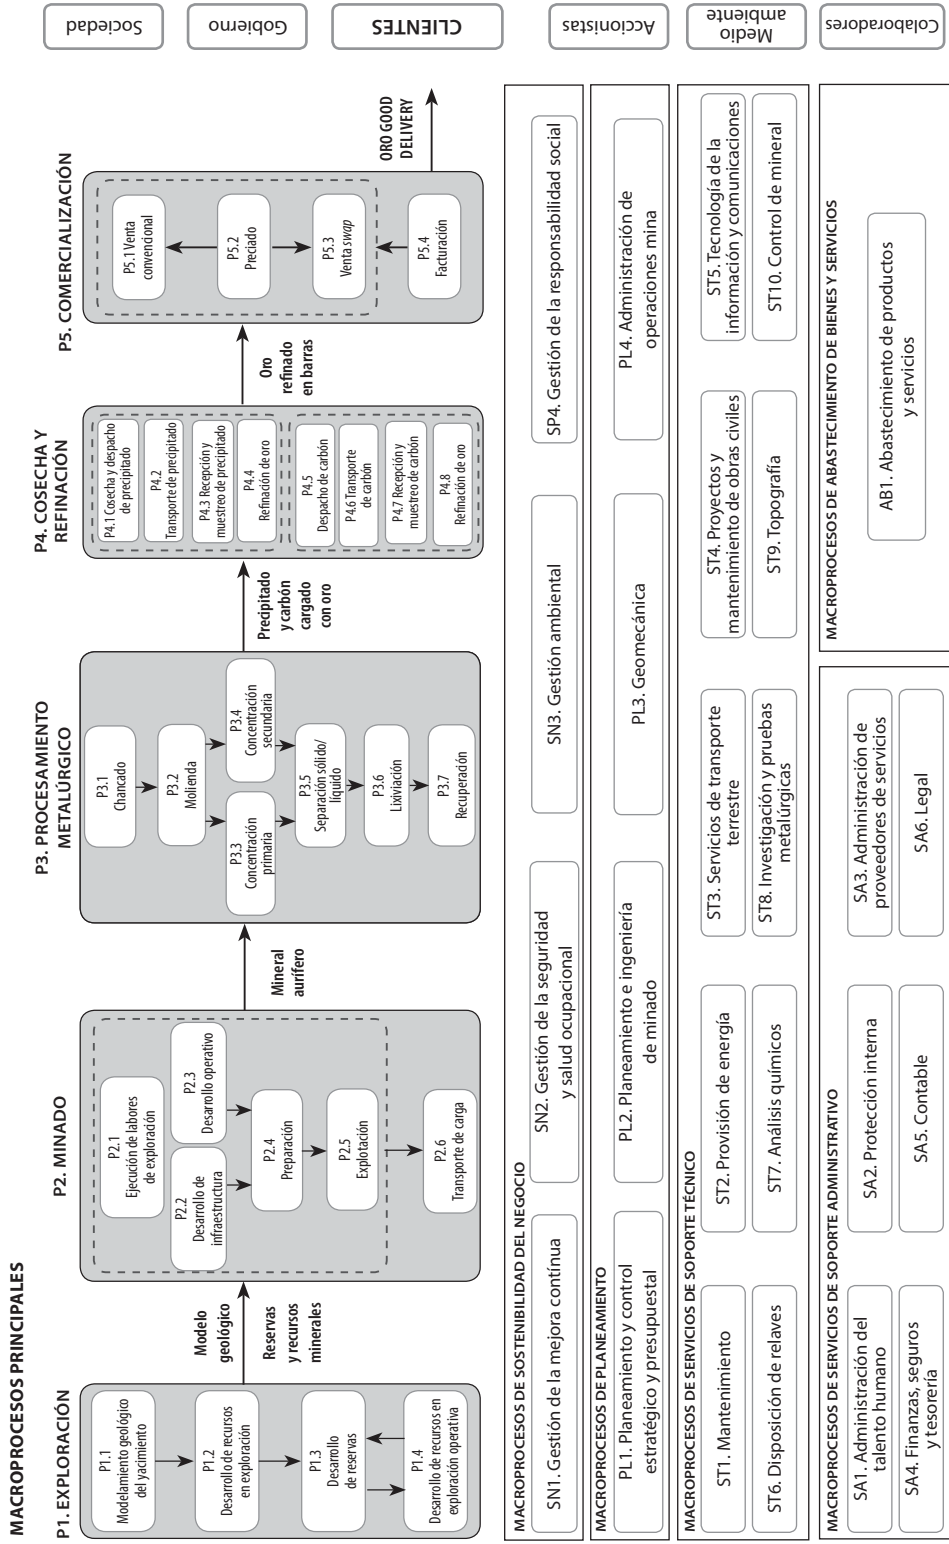 MACROPROCESOS PRINCIPALES
P1. EXPLORACIÓN
P1.1
Modelamiento geológico
del yacimiento
P1.2
Desarrollo de recursos
en exploración
P1.3
Desarrollo
de reservas
P1.4
Desarrollo de recursos en
exploración operativa
Modelo
geológico
Reservas
y recursos
minerales
P2. MINADO
P2.1
Ejecución de labores
de exploración
P2.2
Desarrollo de
infraestructura
P2.3
Desarrollo operativo
P2.4
Preparación
P2.5
Explotación
P2.6
Transporte de carga
Mineral
aurífero
P3. PROCESAMIENTO
METALÚRGICO
P3.1
Chancado
P3.2
Molienda
P3.3
Concentración
primaria
P3.4
Concentración
secundaria
P3.5
Separación sólido/
líquido
P3.6
Lixiviación
P3.7
Recuperación
Precipitado
y carbón
cargado
con oro
P4. COSECHA Y
REFINACIÓN
P4.1 Cosecha y despacho
de precipitado
P4.2
Transporte de precipitado
P4.3 Recepción y
muestreo de precipitado
P4.4
Refinación de oro
P4.5
Despacho de carbón
P4.6 Transporte
de carbón
P4.7 Recepción y
muestreo de carbón
P4.8
Refinación de oro
Oro
refinado
en barras
P5. COMERCIALIZACIÓN
P5.1 Venta
convencional
P5.2
Preciado
P5.3
Venta swap
P5.4
Facturación
ORO GOOD
DELIVERY
MACROPROCESOS DE SOSTENIBILIDAD DEL NEGOCIO
SN1. Gestión de la mejora contínua
SN2. Gestión de la seguridad
y salud ocupacional
SN3. Gestión ambiental
SP4. Gestión de la responsabilidad social
MACROPROCESOS DE PLANEAMIENTO
PL1. Planeamiento y control
estratégico y presupuestal
PL2. Planeamiento e ingeniería
de minado
PL3. Geomecánica
PL4. Administración de
operaciones mina
MACROPROCESOS DE SERVICIOS DE SOPORTE TÉCNICO
ST1. Mantenimiento
ST2. Provisión de energía
ST3. Servicios de transporte
terrestre
ST4. Proyectos y
mantenimiento de obras civiles
ST5. Tecnología de la
información y comunicaciones
ST6. Disposición de relaves
ST7. Análisis químicos
ST8. Investigación y pruebas
metalúrgicas
ST9. Topografía
ST10. Control de mineral
MACROPROCESOS DE SERVICIOS DE SOPORTE ADMINISTRATIVO
SA1. Administración del
talento humano
SA2. Protección interna
SA3. Administración de
proveedores de servicios
SA4. Finanzas, seguros
y tesorería
SA5. Contable
SA6. Legal
MACROPROCESOS DE ABASTECIMIENTO DE BIENES Y SERVICIOS
AB1. Abastecimiento de productos
y servicios
Sociedad
Gobierno
CLIENTES
Accionistas
Medio
ambiente
Colaboradores